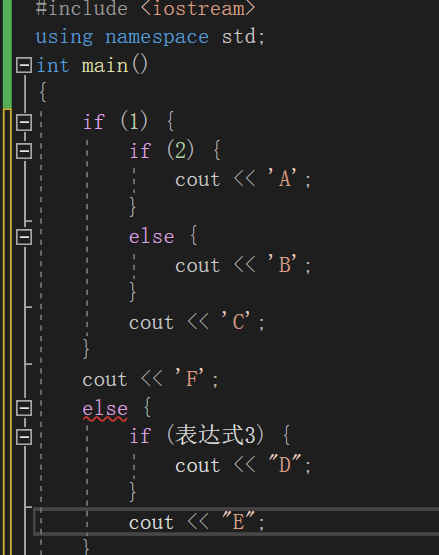 #include <iostream>
using namespace std;
int main()
{
    if (1) {
        if (2) {
            cout << 'A';
        }
        else {
            cout << 'B';
        }
        cout << 'C';
    }
    cout << 'F';
    else {
        if (表达式3) {
            cout << "D";
        }
        cout << "E";
    }